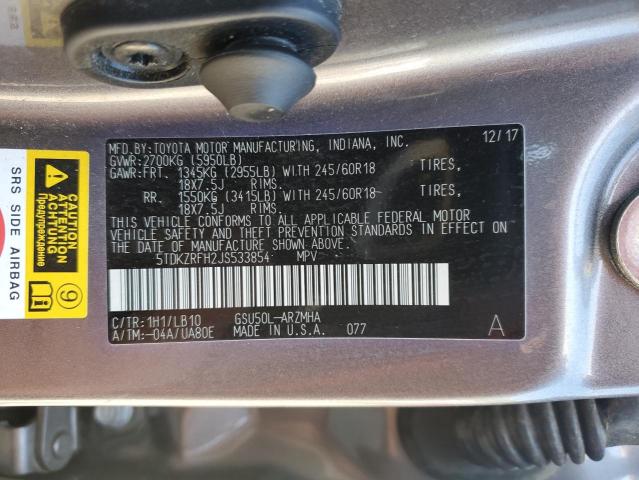 MFD.BY:TOYOTA MOTOR MANUFACTURING, INDIANA, INC. 12/17
GVWR:2700KG (5950LB)
GAWR:FRT. 1345KG (2955LB) WITH 245/60R18 TIRES,
18X7.5J RIMS.
RR. 1550KG (3415LB) WITH 245/60R18 TIRES,
18X7.5J RIMS.
THIS VEHICLE CONFORMS TO ALL APPLICABLE FEDERAL MOTOR
VEHICLE SAFETY AND THEFT PREVENTION STANDARDS IN EFFECT
ON THE DATE OF MANUFACTURE SHOWN ABOVE.
5TDKZRFH2JS533854 MPV
C/TR:1H1/LB10 GSU50L-ARZMHA
A/TM:-04A/UA80E MADE IN U.S.A. 077 A
SRS SIDE AIRBAG
CAUTION
ATTENTION
ACHTUNG
Предупреждение
9